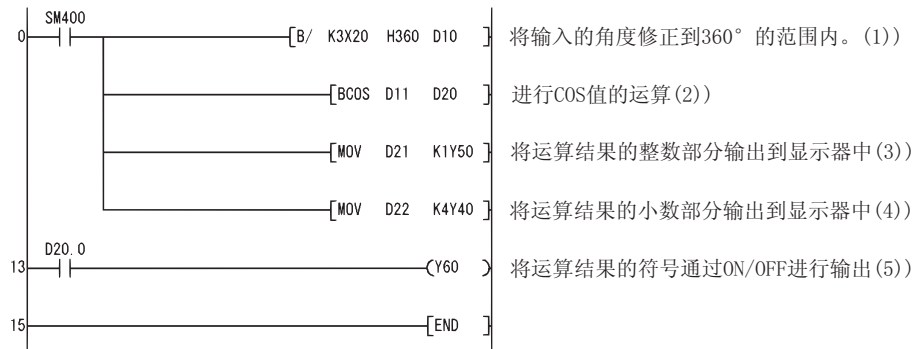 SM400
0 B/ K3X20 H360 D10 将输入的角度修正到360°的范围内。(1))
BCOS D11 D20 进行COS值的运算(2))
MOV D21 K1Y50 将运算结果的整数部分输出到显示器中(3))
MOV D22 K4Y40 将运算结果的小数部分输出到显示器中(4))
D20.0
13 Y60 将运算结果的符号通过ON/OFF进行输出(5))
15 END